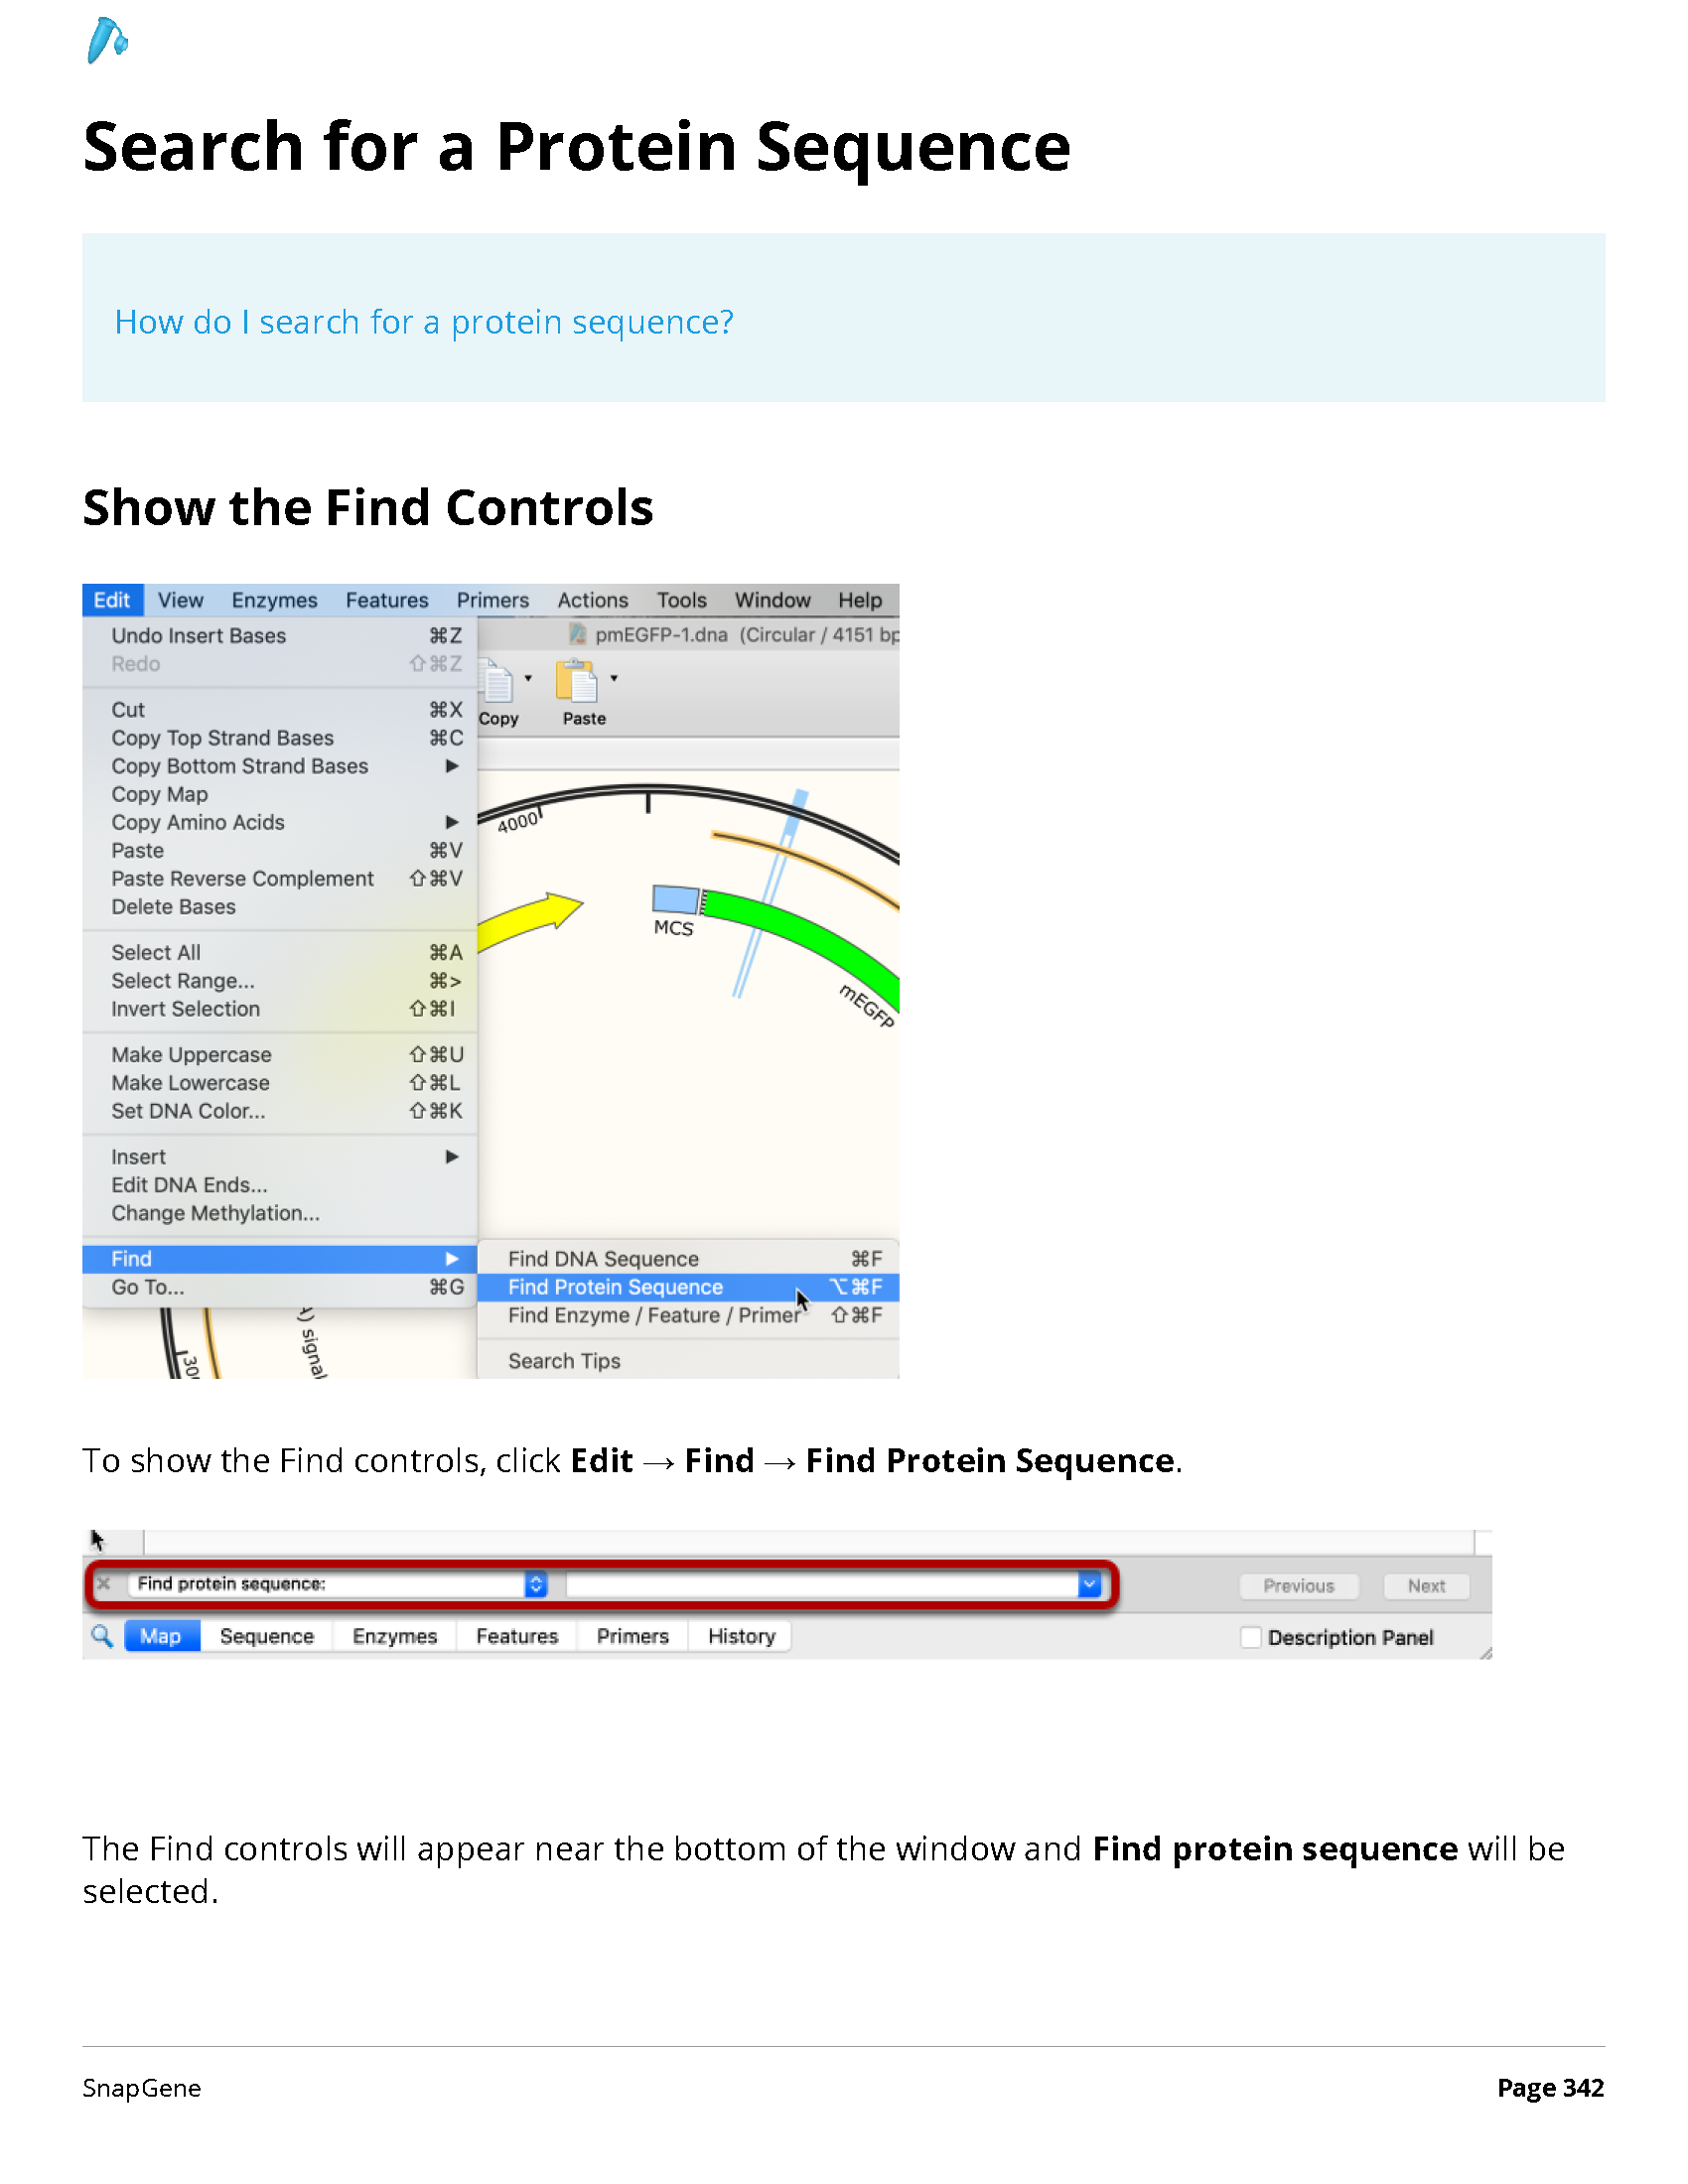 Search for a Protein Sequence
How do I search for a protein sequence?
Show the Find Controls
Edit View Enzymes Features Primers Actions Tools Window Help
pmEGFP-1.dna (Circular / 4151 bp
Undo Insert Bases ⌘Z
Redo ⇧⌘Z
Cut ⌘X
Copy Top Strand Bases ⌘C
Copy Bottom Strand Bases ▶
Copy Map
Copy Amino Acids ▶
Paste ⌘V
Paste Reverse Complement ⇧⌘V
Delete Bases
Select All ⌘A
Select Range... ⌘>
Invert Selection ⇧⌘I
Make Uppercase ⇧⌘U
Make Lowercase ⇧⌘L
Set DNA Color... ⇧⌘K
Insert ▶
Edit DNA Ends...
Change Methylation...
Find ▶
Go To... ⌘G
Copy Paste
4000
MCS
mEGFP
Find DNA Sequence ⌘F
Find Protein Sequence ⌥⌘F
Find Enzyme / Feature / Primer ⇧⌘F
Search Tips
A) signal
To show the Find controls, click Edit → Find → Find Protein Sequence.
Find protein sequence: Previous Next
Map Sequence Enzymes Features Primers History Description Panel
The Find controls will appear near the bottom of the window and Find protein sequence will be
selected.
SnapGene Page 342